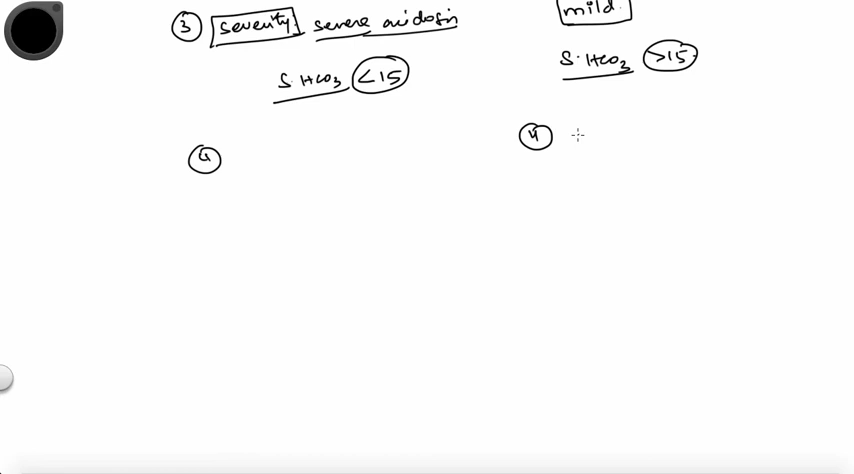 ③ severity. severe acidosis
mild.
S. HCO3 <15
S. HCO3 >15.
④
④